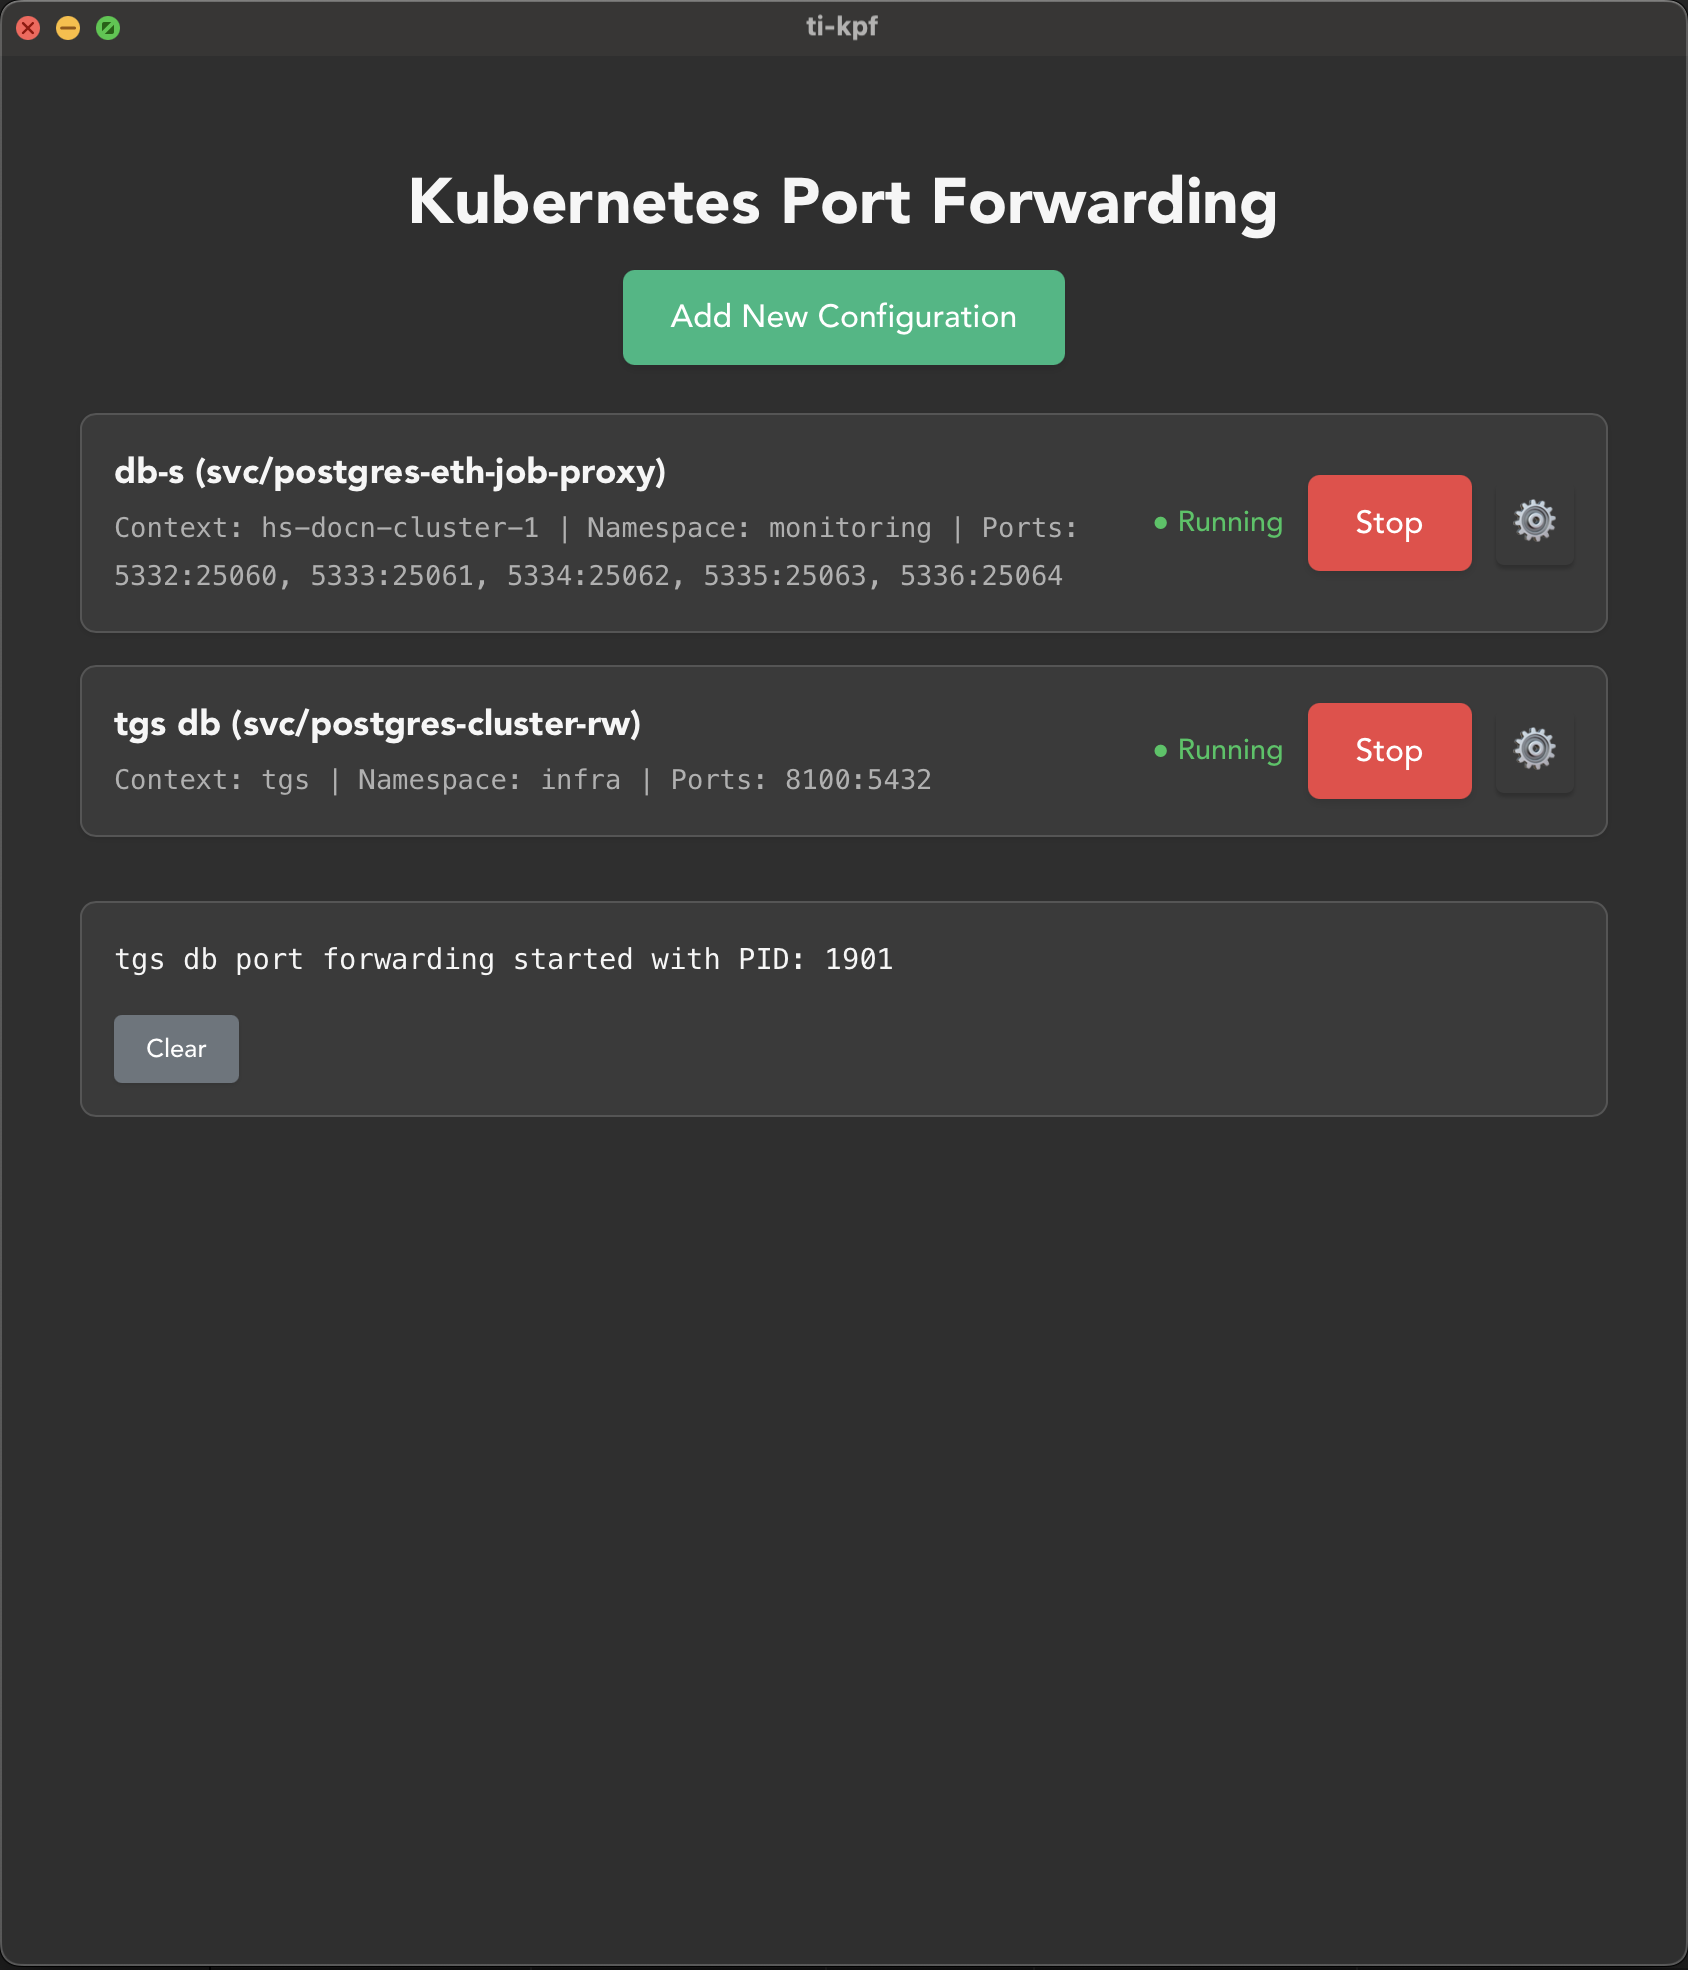 ti-kpf
Kubernetes Port Forwarding
Add New Configuration
db-s (svc/postgres-eth-job-proxy)
Context: hs-docn-cluster-1 | Namespace: monitoring | Ports:
5332:25060, 5333:25061, 5334:25062, 5335:25063, 5336:25064
● Running
Stop
tgs db (svc/postgres-cluster-rw)
Context: tgs | Namespace: infra | Ports: 8100:5432
● Running
Stop
tgs db port forwarding started with PID: 1901
Clear